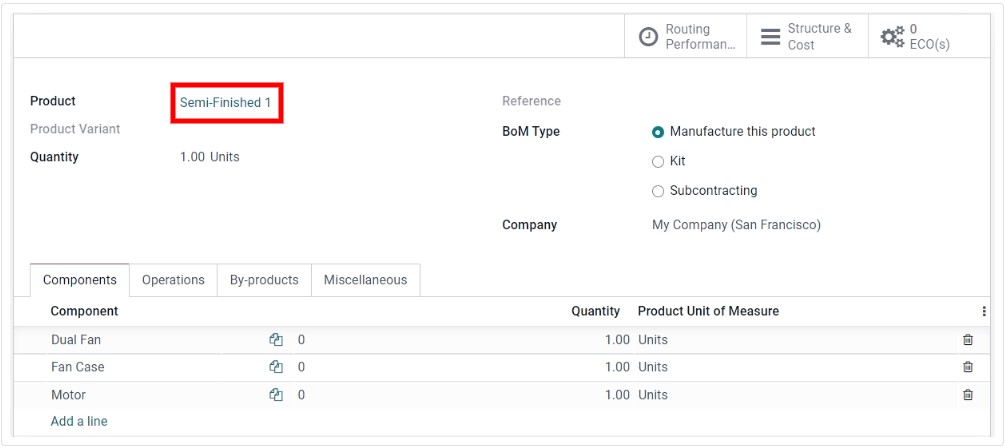 Routing
Performan...
Structure &
Cost
0
ECO(s)
Product Semi-Finished 1
Product Variant
Quantity 1.00 Units
Reference
BoM Type Manufacture this product
Kit
Subcontracting
Company My Company (San Francisco)
Components Operations By-products Miscellaneous
Component Quantity Product Unit of Measure
Dual Fan 0 1.00 Units
Fan Case 0 1.00 Units
Motor 0 1.00 Units
Add a line